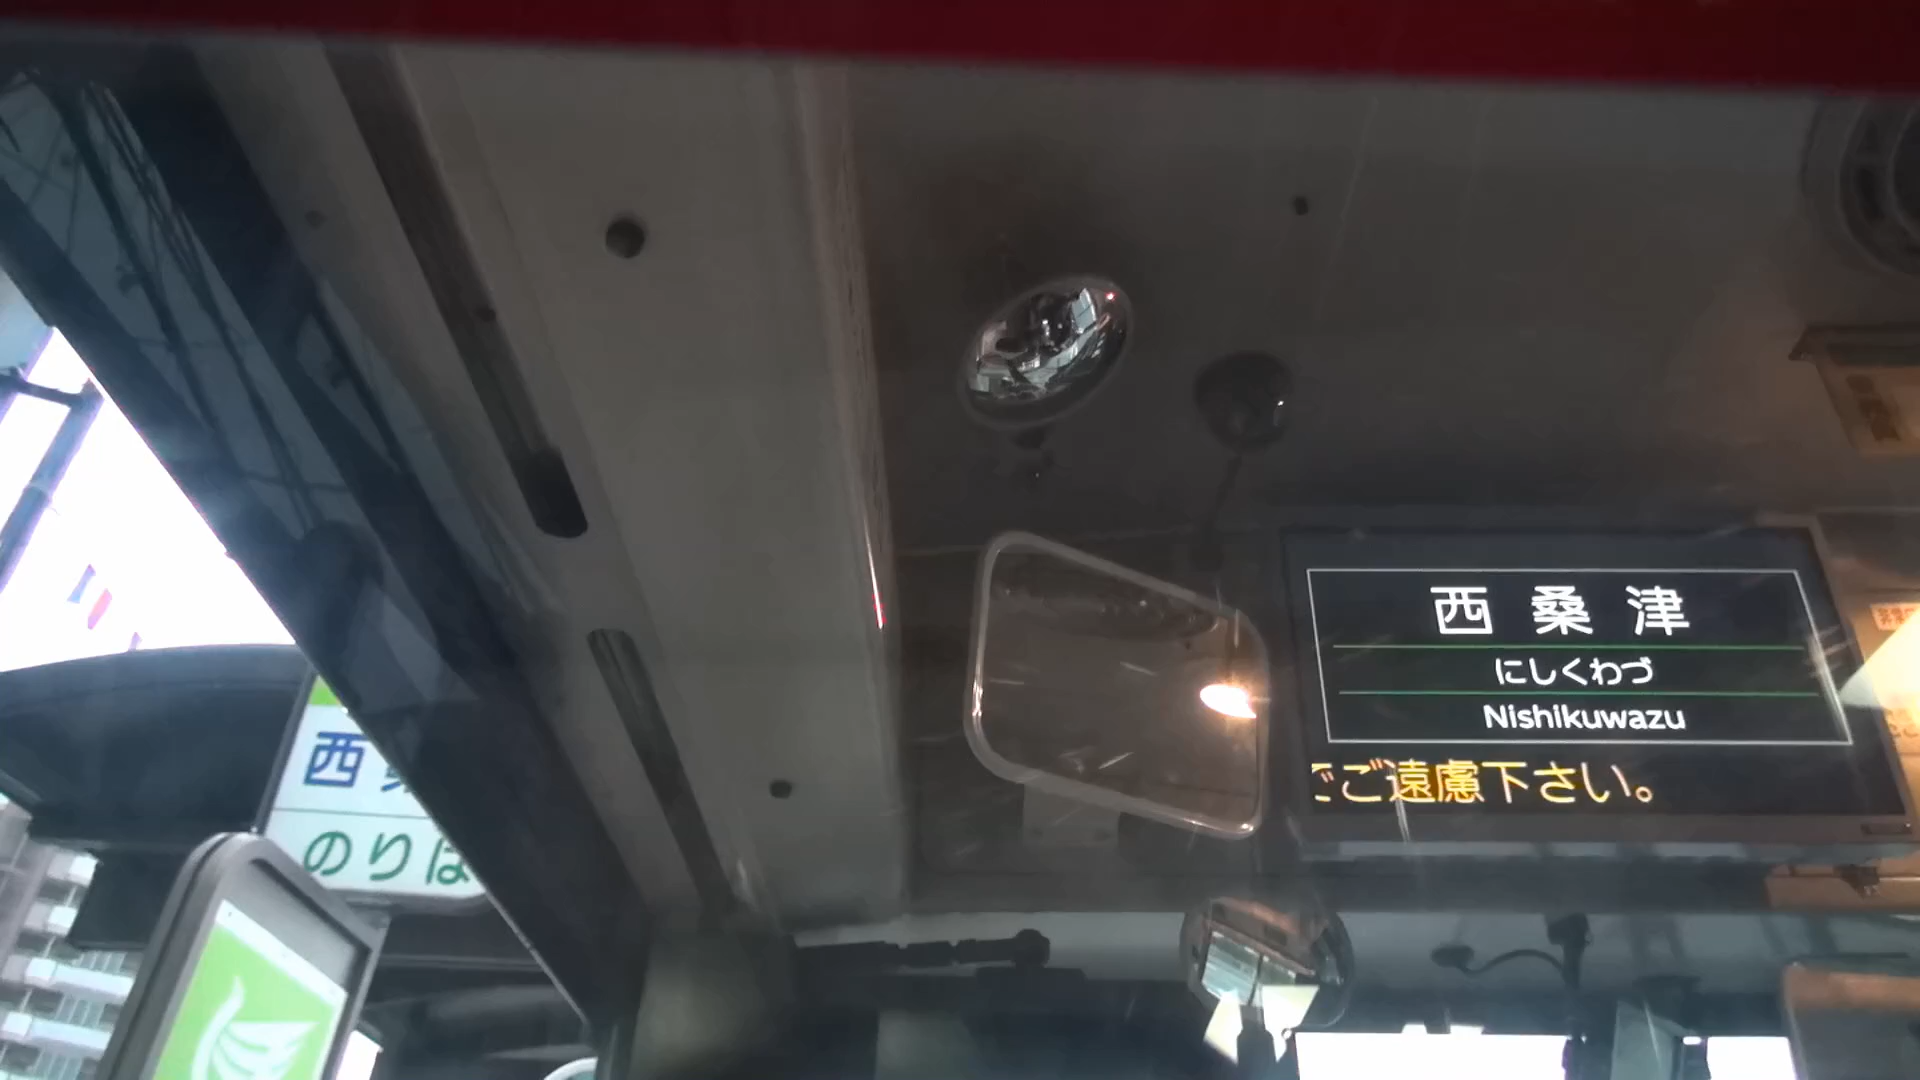 西桑津
にしくわづ
Nishikuwazu
ご遠慮下さい。
西
のりば